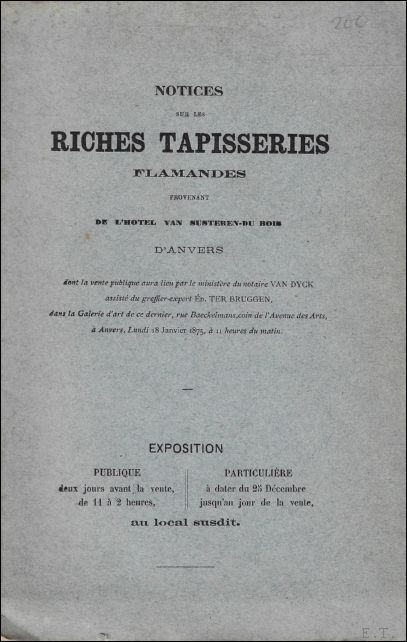 200
NOTICES
SUR LES
RICHES TAPISSERIES
FLAMANDES
PROVENANT
DE L'HOTEL VAN SUSTEREN-DU BOIS
D'ANVERS
dont la vente publique aura lieu par le ministère du notaire VAN DYCK
assisté du greffier-expert ÉD. TER BRUGGEN,
dans la Galerie d'art de ce dernier, rue Baeckelmans, coin de l'Avenue des Arts,
à Anvers, Lundi 18 Janvier 1875, à 11 heures du matin.
EXPOSITION
PUBLIQUE
deux jours avant la vente,
de 11 à 2 heures,
PARTICULIÈRE
à dater du 25 Décembre
jusqu'au jour de la vente,
au local susdit.
E.T.